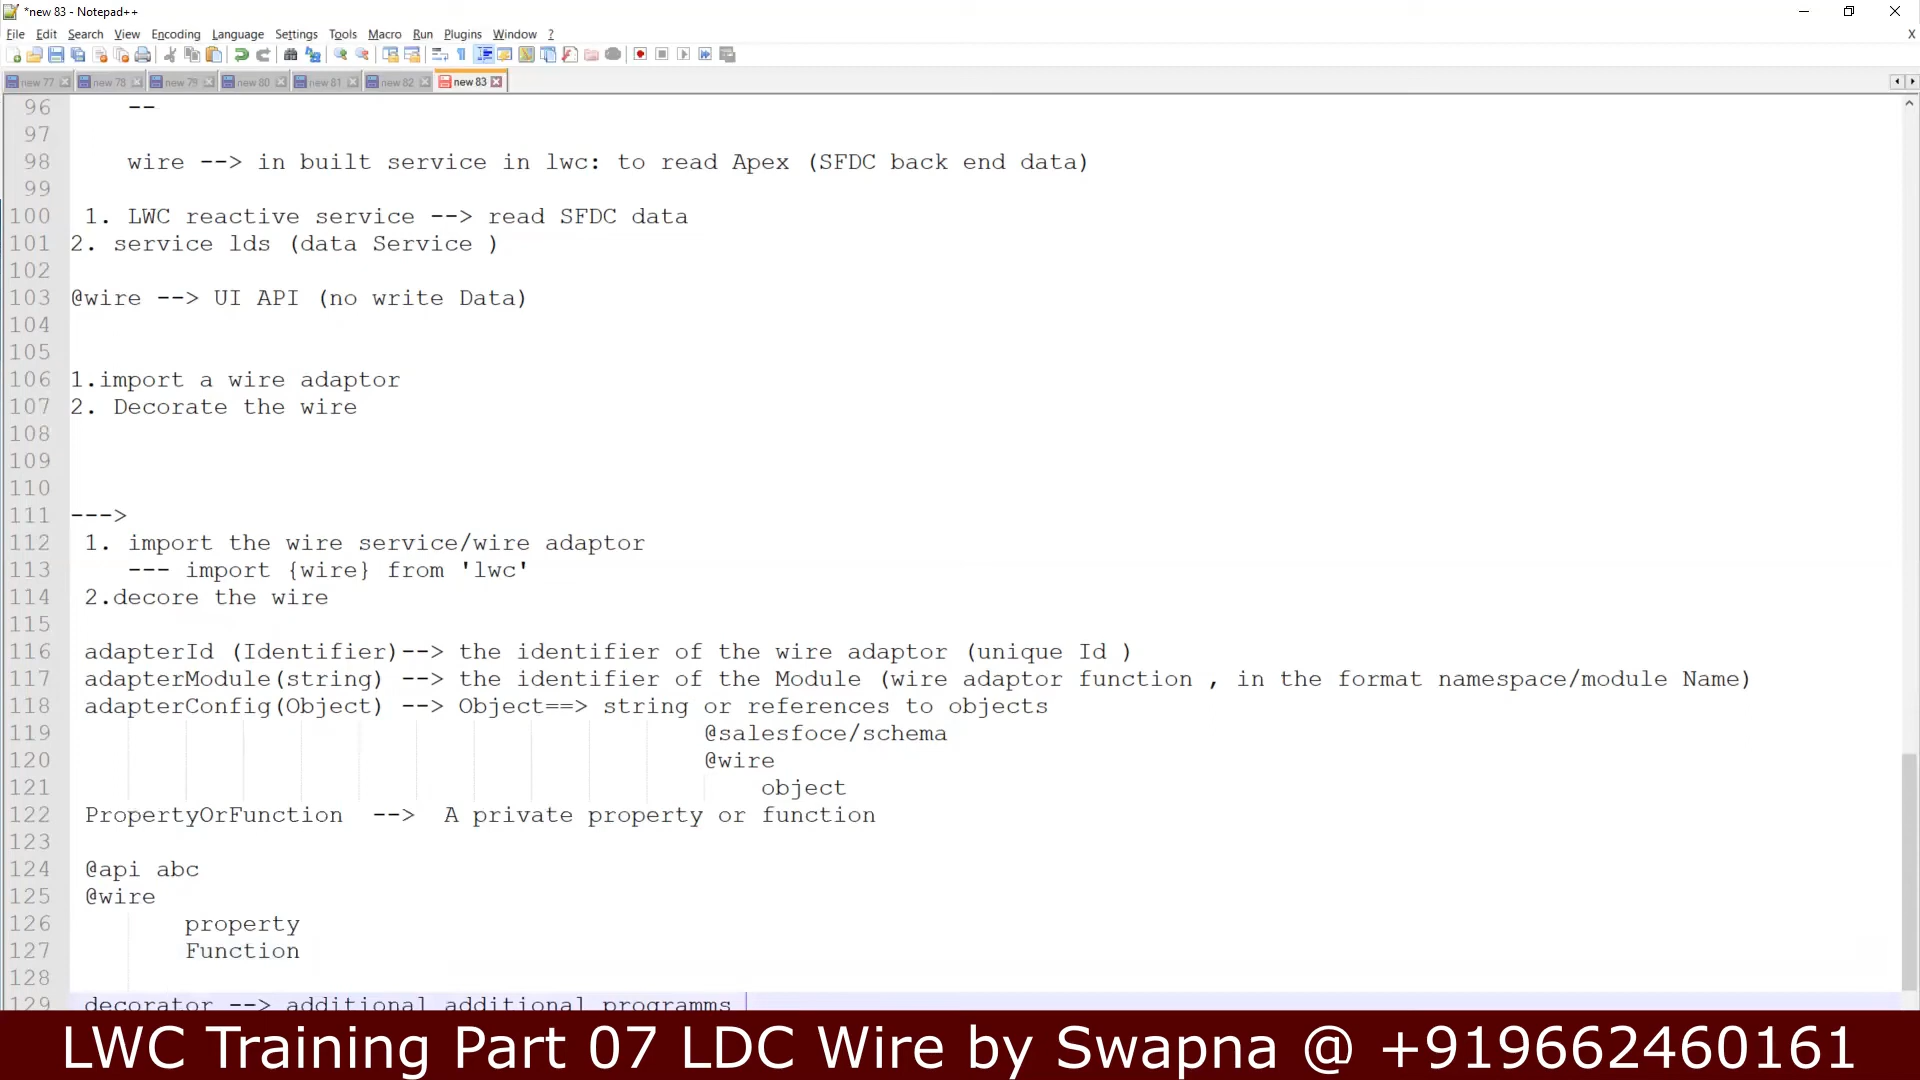 *new 83 - Notepad++
File Edit Search View Encoding Language Settings Tools Macro Run Plugins Window ?
X
new 77 new 78 new 79 new 80 new 81 new 82 new 83
96 --
97
98 wire --> in built service in lwc: to read Apex (SFDC back end data)
99
100 1. LWC reactive service --> read SFDC data
101 2. service lds (data Service )
102
103 @wire --> UI API (no write Data)
104
105
106 1.import a wire adaptor
107 2. Decorate the wire
108
109
110
111 --->
112 1. import the wire service/wire adaptor
113 --- import {wire} from 'lwc'
114 2.decore the wire
115
116 adapterId (Identifier)--> the identifier of the wire adaptor (unique Id )
117 adapterModule(string) --> the identifier of the Module (wire adaptor function , in the format namespace/module Name)
118 adapterConfig(Object) --> Object==> string or references to objects
119 @salesfoce/schema
120 @wire
121 object
122 PropertyOrFunction --> A private property or function
123
124 @api abc
125 @wire
126 property
127 Function
128
129 decorator --> additional additional programms
LWC Training Part 07 LDC Wire by Swapna @ +919662460161